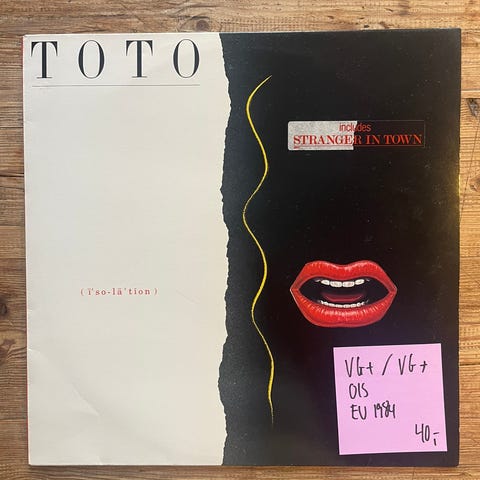 TOTO
includes
STRANGER IN TOWN
(ī'so-lā'tion)
VG+ / VG+
OIS
EU 1984
40,-